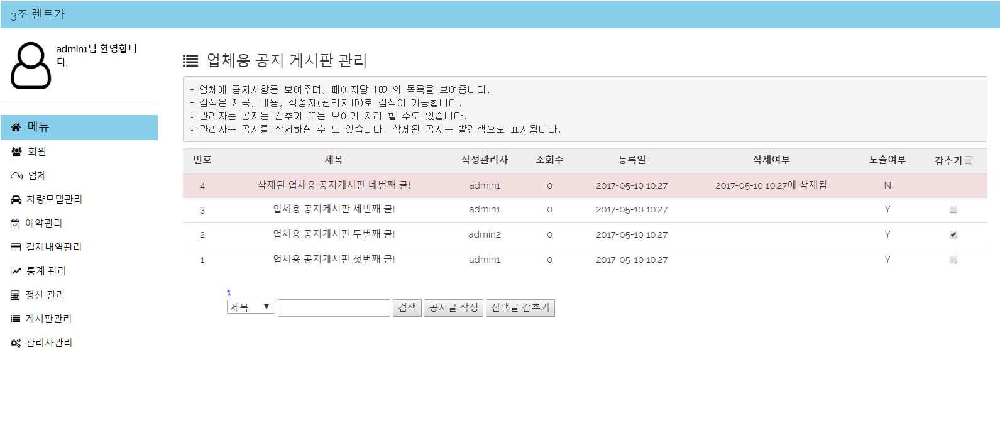 3조 렌트카
admin1님 환영합니
다.
메뉴
회원
업체
차량모델관리
예약관리
결제내역관리
통계 관리
정산 관리
게시판관리
관리자관리
업체용 공지 게시판 관리
* 업체에 공지사항를 보여주며, 페이지당 10개의 목록을 보여줍니다.
* 검색은 제목, 내용, 작성자(관리자ID)로 검색이 가능합니다.
* 관리자는 공지는 감추기 또는 보이기 처리 할 수도 있습니다.
* 관리자는 공지를 삭제하실 수 도 있습니다. 삭제된 공지는 빨간색으로 표시됩니다.
번호 제목 작성관리자 조회수 등록일 삭제여부 노출여부 감추기
4 삭제된 업체용 공지게시판 네번째 글! admin1 0 2017-05-10 10:27 2017-05-10 10:27에 삭제됨 N
3 업체용 공지게시판 세번째 글! admin1 0 2017-05-10 10:27 Y
2 업체용 공지게시판 두번째 글! admin2 0 2017-05-10 10:27 Y
1 업체용 공지게시판 첫번째 글! admin1 0 2017-05-10 10:27 Y
1
제목 검색 공지글 작성 선택글 감추기